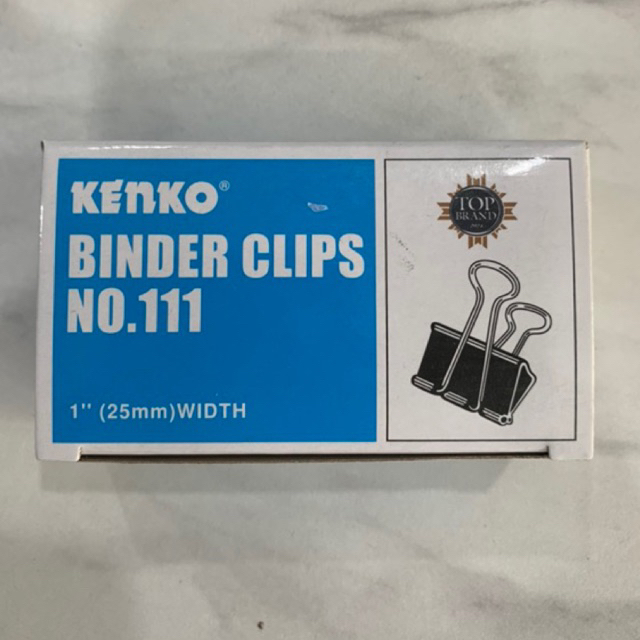 KENKO®
BINDER CLIPS
NO.111
1" (25mm)WIDTH
TOP
BRAND